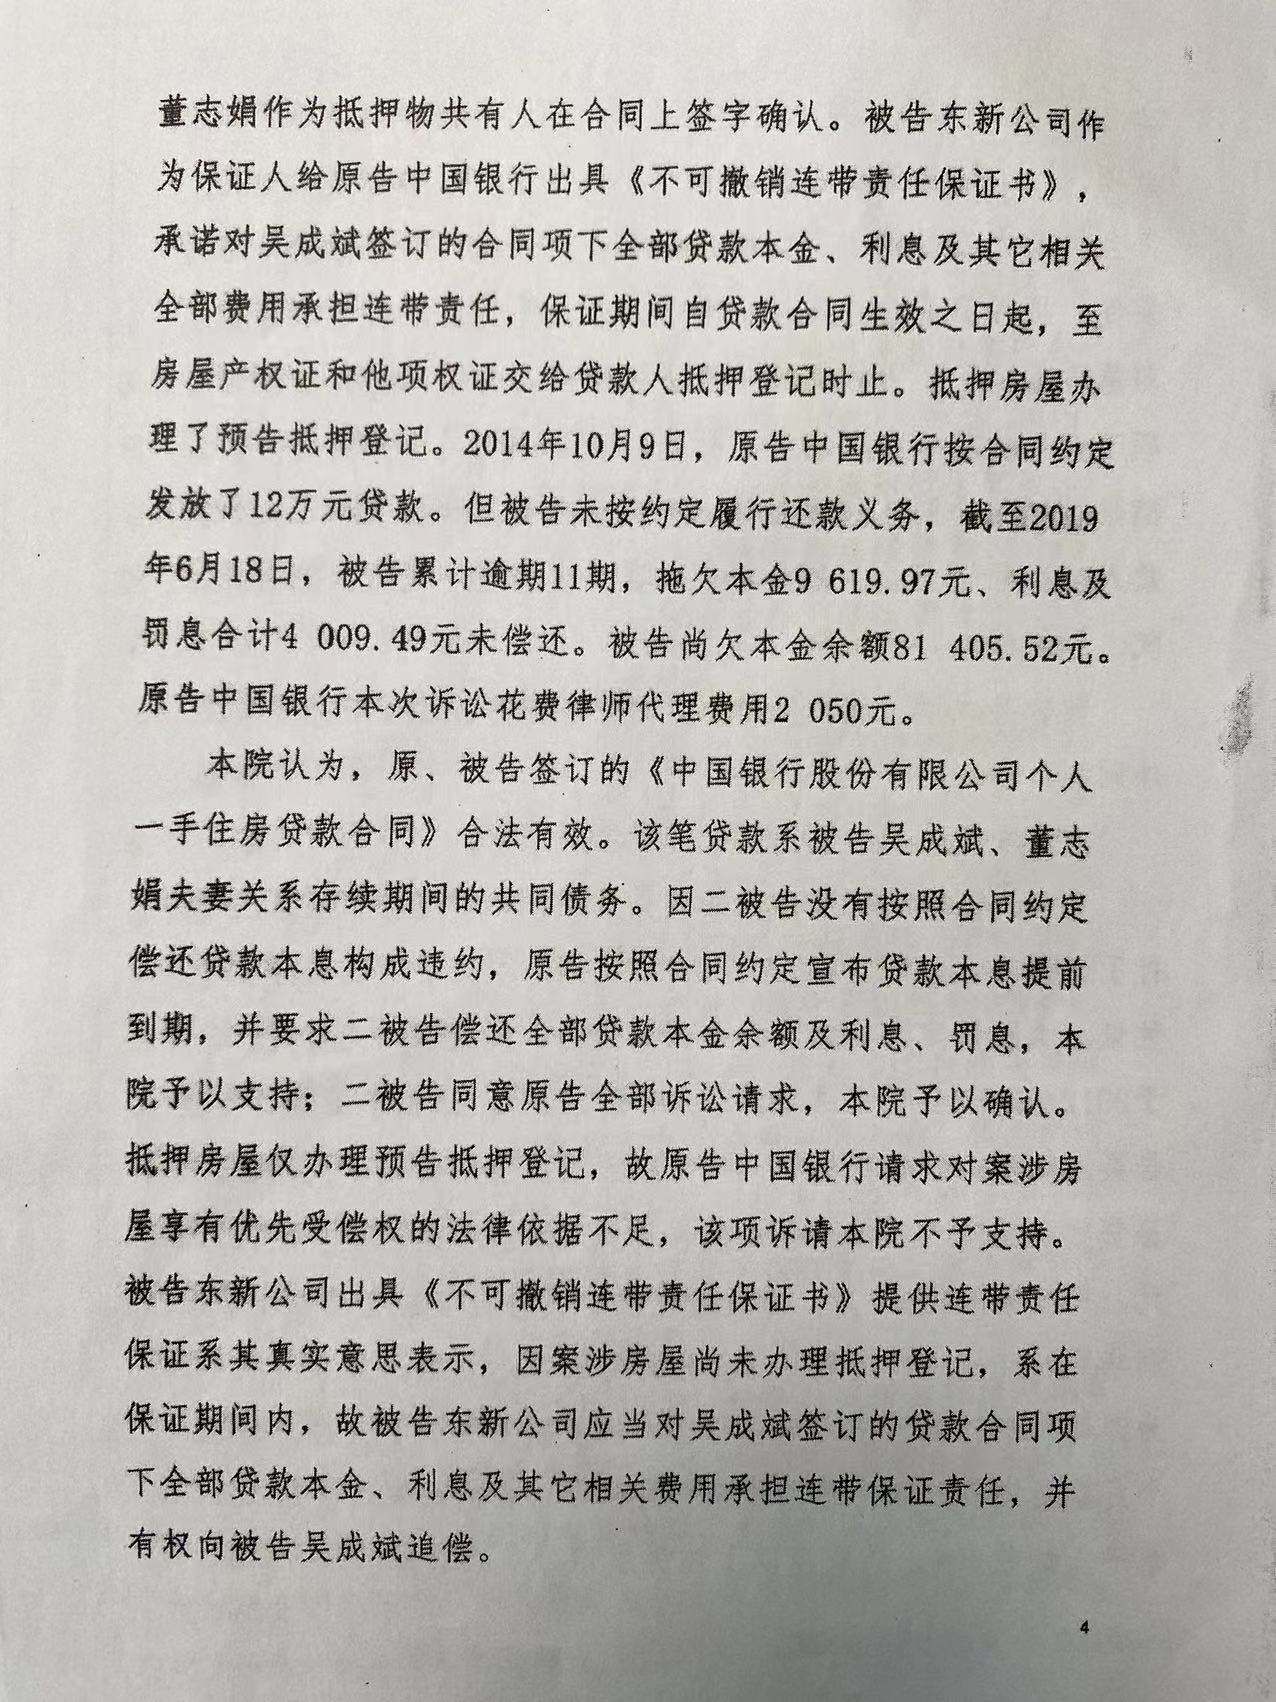 董志娟作为抵押物共有人在合同上签字确认。被告东新公司作
为保证人给原告中国银行出具《不可撤销连带责任保证书》，
承诺对吴成斌签订的合同项下全部贷款本金、利息及其它相关
全部费用承担连带责任，保证期间自贷款合同生效之日起，至
房屋产权证和他项权证交给贷款人抵押登记时止。抵押房屋办
理了预告抵押登记。2014年10月9日，原告中国银行按合同约定
发放了12万元贷款。但被告未按约定履行还款义务，截至2019
年6月18日，被告累计逾期11期，拖欠本金9 619.97元、利息及
罚息合计4 009.49元未偿还。被告尚欠本金余额81 405.52元。
原告中国银行本次诉讼花费律师代理费用2 050元。
本院认为，原、被告签订的《中国银行股份有限公司个人
一手住房贷款合同》合法有效。该笔贷款系被告吴成斌、董志
娟夫妻关系存续期间的共同债务。因二被告没有按照合同约定
偿还贷款本息构成违约，原告按照合同约定宣布贷款本息提前
到期，并要求二被告偿还全部贷款本金余额及利息、罚息，本
院予以支持；二被告同意原告全部诉讼请求，本院予以确认。
抵押房屋仅办理预告抵押登记，故原告中国银行请求对案涉房
屋享有优先受偿权的法律依据不足，该项诉请本院不予支持。
被告东新公司出具《不可撤销连带责任保证书》提供连带责任
保证系其真实意思表示，因案涉房屋尚未办理抵押登记，系在
保证期间内，故被告东新公司应当对吴成斌签订的贷款合同项
下全部贷款本金、利息及其它相关费用承担连带保证责任，并
有权向被告吴成斌追偿。
4